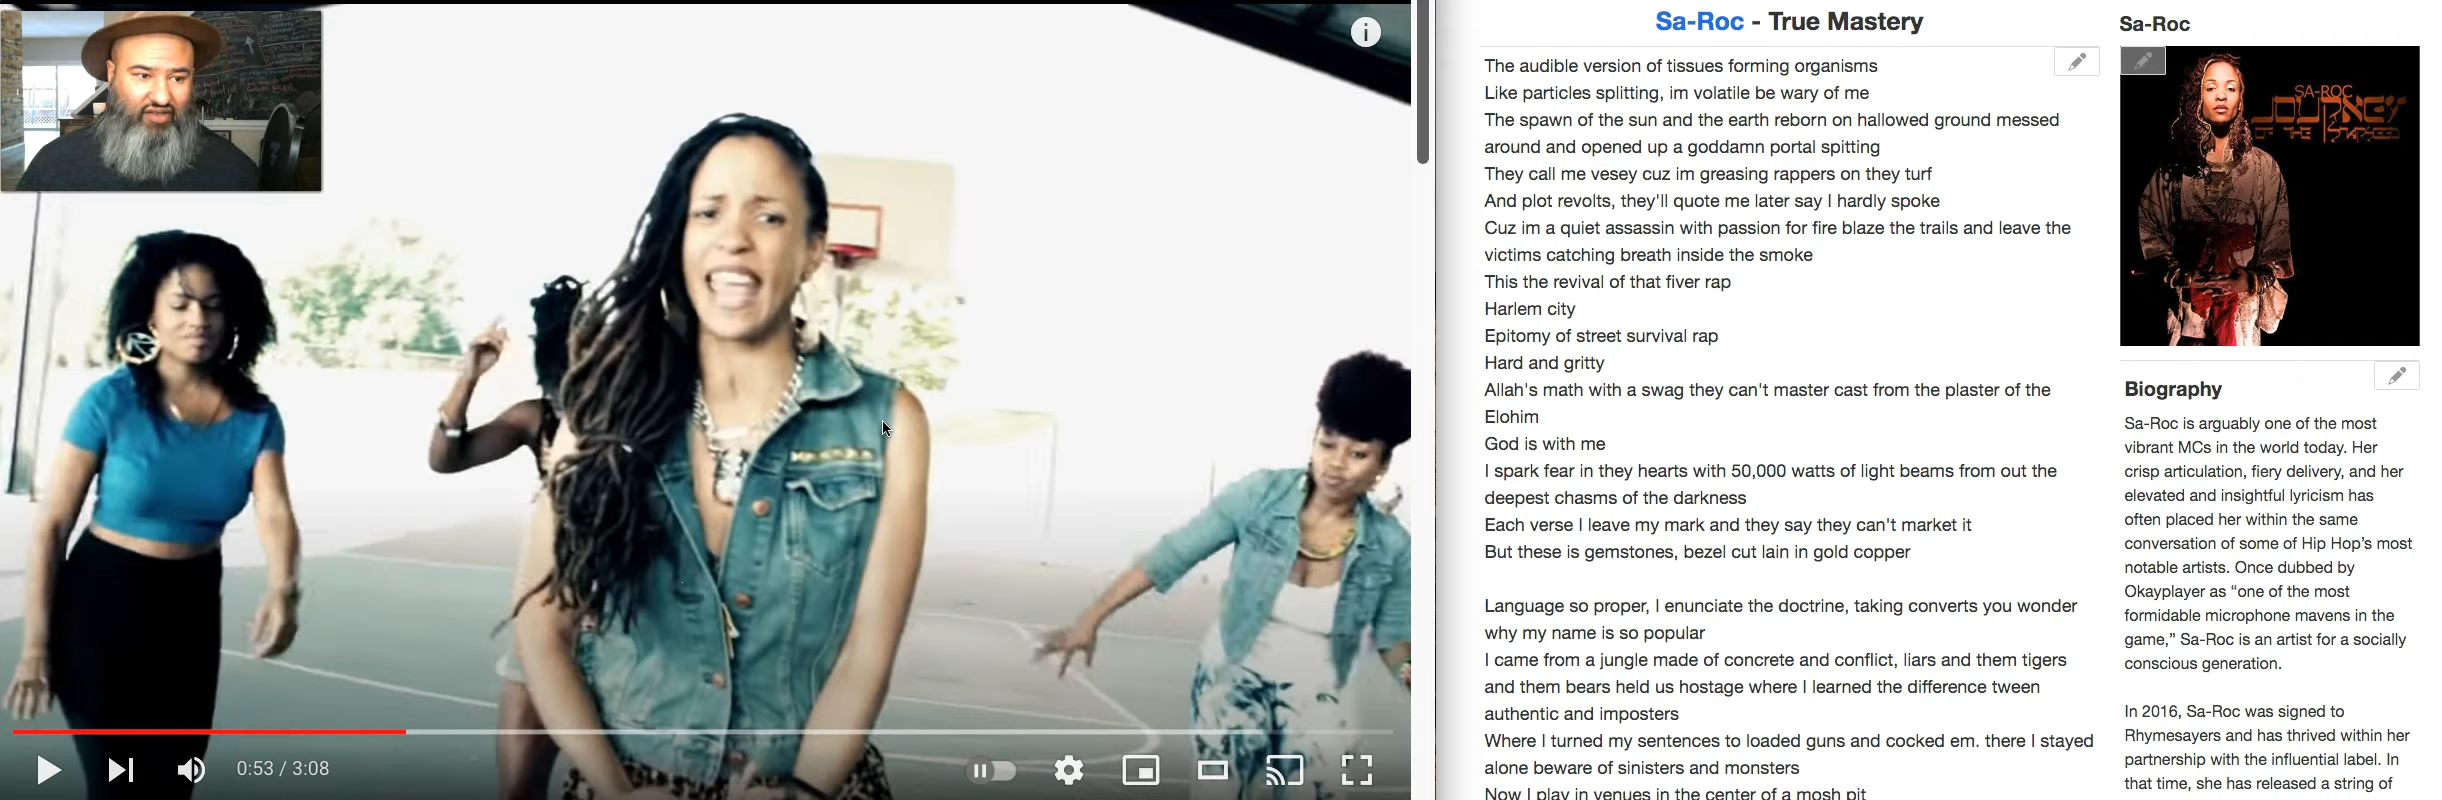 0:53 / 3:08
Sa-Roc - True Mastery
The audible version of tissues forming organisms
Like particles splitting, im volatile be wary of me
The spawn of the sun and the earth reborn on hallowed ground messed
around and opened up a goddamn portal spitting
They call me vesey cuz im greasing rappers on they turf
And plot revolts, they'll quote me later say I hardly spoke
Cuz im a quiet assassin with passion for fire blaze the trails and leave the
victims catching breath inside the smoke
This the revival of that fiver rap
Harlem city
Epitomy of street survival rap
Hard and gritty
Allah's math with a swag they can't master cast from the plaster of the
Elohim
God is with me
I spark fear in they hearts with 50,000 watts of light beams from out the
deepest chasms of the darkness
Each verse I leave my mark and they say they can't market it
But these is gemstones, bezel cut lain in gold copper
Language so proper, I enunciate the doctrine, taking converts you wonder
why my name is so popular
I came from a jungle made of concrete and conflict, liars and them tigers
and them bears held us hostage where I learned the difference tween
authentic and imposters
Where I turned my sentences to loaded guns and cocked em. there I stayed
alone beware of sinisters and monsters
Now I play in venues in the center of a mosh pit
Sa-Roc
SA-ROC
JOURNEY
OF THE STARSEED
Biography
Sa-Roc is arguably one of the most
vibrant MCs in the world today. Her
crisp articulation, fiery delivery, and her
elevated and insightful lyricism has
often placed her within the same
conversation of some of Hip Hop's most
notable artists. Once dubbed by
Okayplayer as “one of the most
formidable microphone mavens in the
game,” Sa-Roc is an artist for a socially
conscious generation.
In 2016, Sa-Roc was signed to
Rhymesayers and has thrived within her
partnership with the influential label. In
that time, she has released a string of